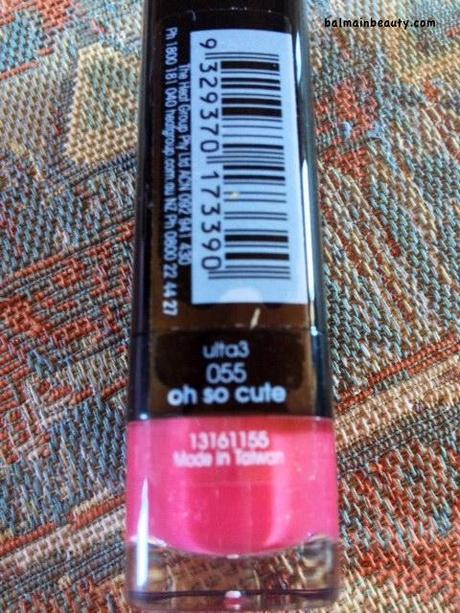 balmainbeauty.com
9 329370 173390
The Heat Group Pty Ltd ACN 092 941 430
Ph 1800 181 040 heatgroup.com.au NZ Ph 0800 22 44 27
ulta3
055
oh so cute
13161155
Made in Taiwan